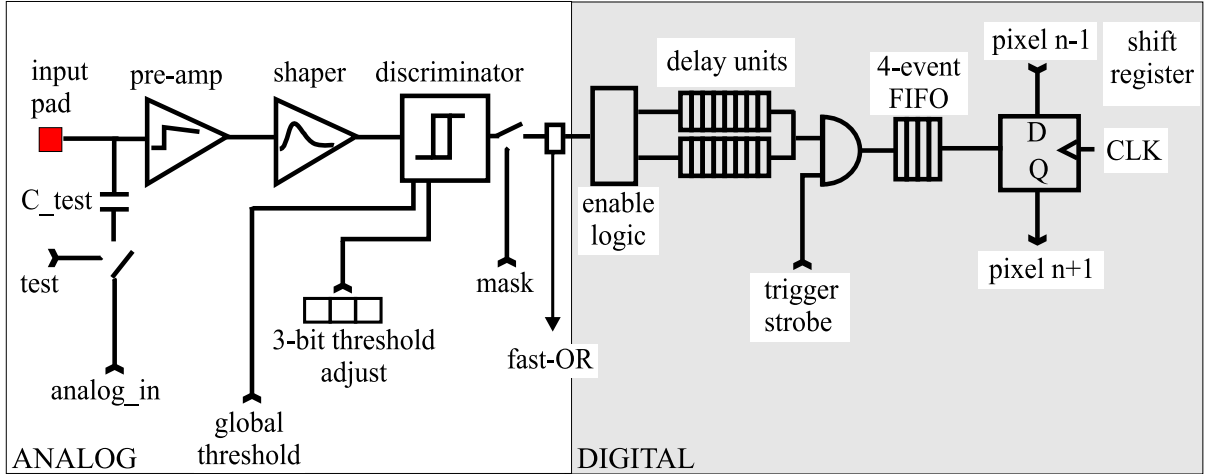 input
pad
pre-amp
shaper
discriminator
C_test
test
analog_in
global
threshold
3-bit threshold
adjust
mask
fast-OR
ANALOG
enable
logic
delay units
trigger
strobe
4-event
FIFO
pixel n-1
shift
register
D
Q
CLK
pixel n+1
DIGITAL